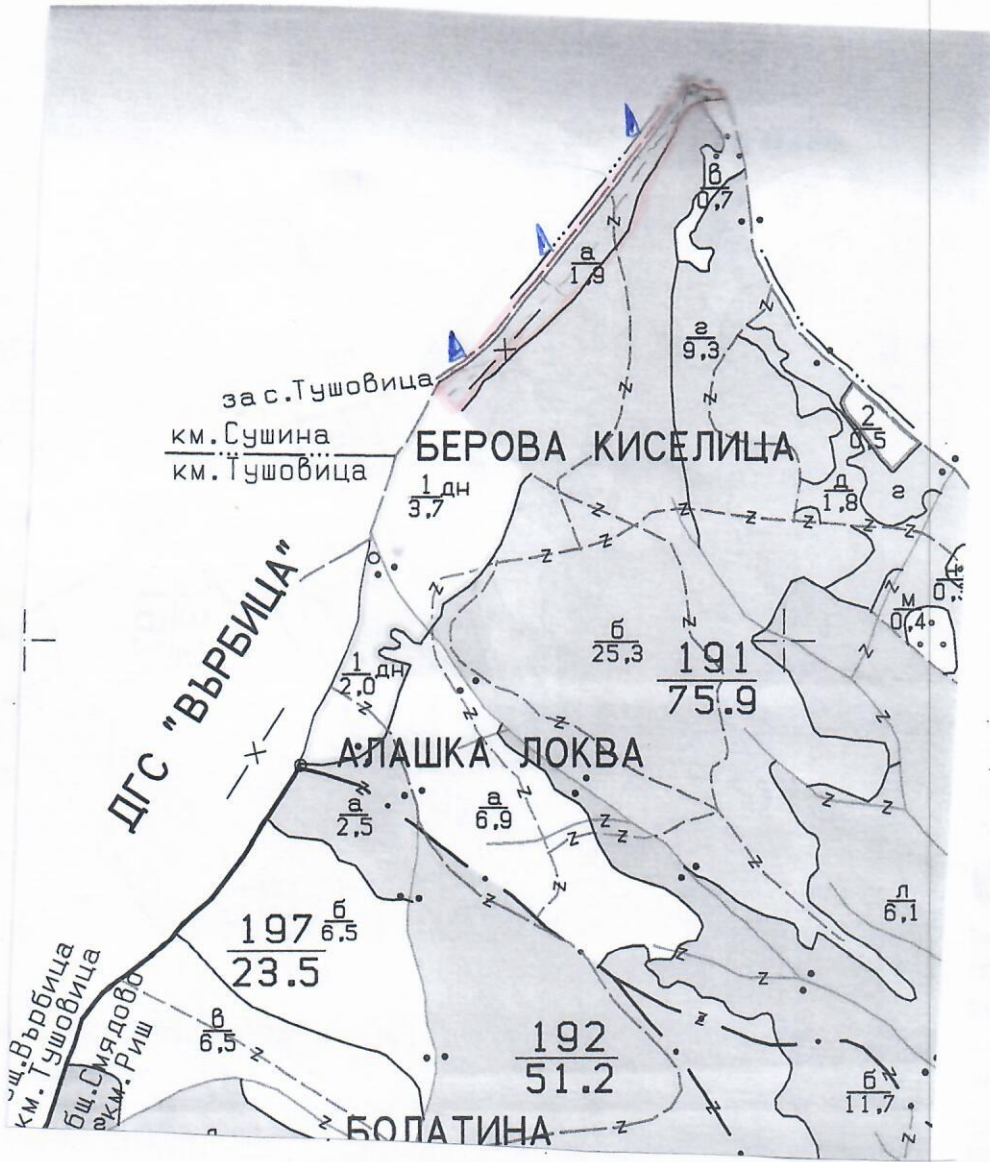 в
0,7
а
1,9
г
9,3
за с.Тушовица
2
0,5
км.Сушина
км.Тушовица
БЕРОВА КИСЕЛИЦА
1 дн
3,7
д
1,8
г
ДГС "ВЪРБИЦА"
м
0,4
б
25,3
191
75.9
1 дн
2,0
АЛАШКА ЛОКВА
а
2,5
а
6,9
л
6,1
197
23.5
б
6,5
в
6,5
192
51.2
б
11,7
общ.Върбица
км.Тушовица
общ.Смядово
км.Риш
БОЛАТИНА